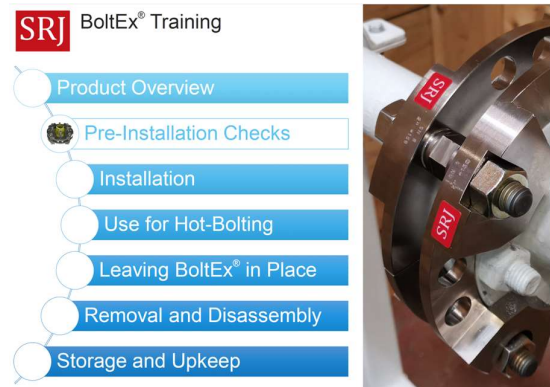 SRJ
BoltEx® Training
Product Overview
Pre-Installation Checks
Installation
Use for Hot-Bolting
Leaving BoltEx® in Place
Removal and Disassembly
Storage and Upkeep
SRJ
SRJ